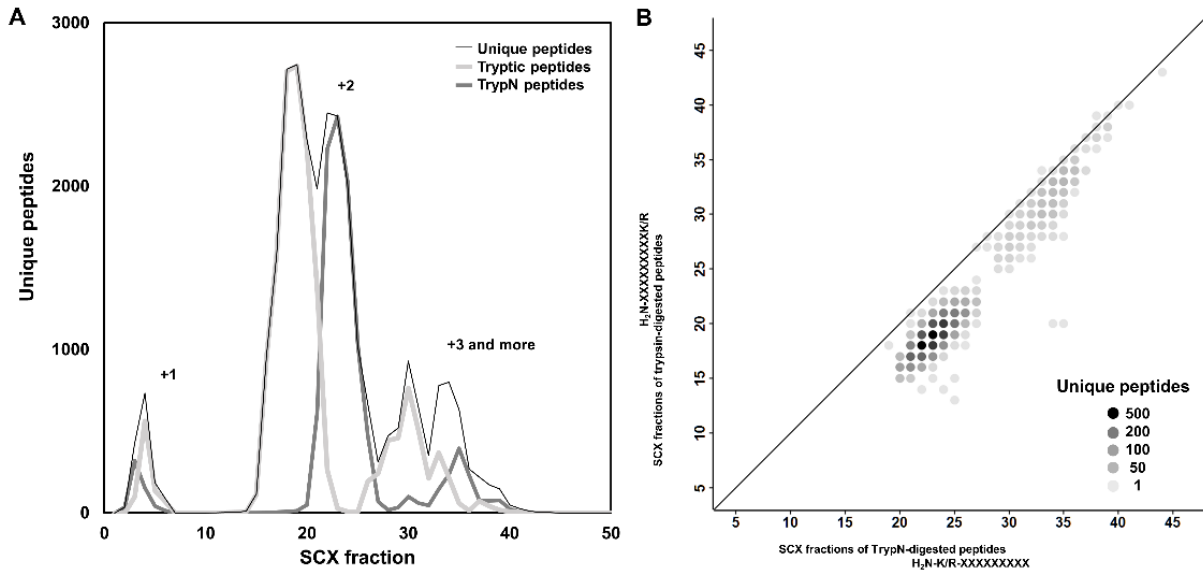 A
3000
2000
1000
0
Unique peptides
Unique peptides
Tryptic peptides
TrypN peptides
+1
+2
+3 and more
0
10
20
30
40
50
SCX fraction
B
45
40
35
30
25
20
15
10
5
SCX fractions of trypsin-digested peptides
H₂N-XXXXXXXXXK/R
Unique peptides
500
200
100
50
1
5
10
15
20
25
30
35
40
45
SCX fractions of TrypN-digested peptides
H₂N-K/R-XXXXXXXXX